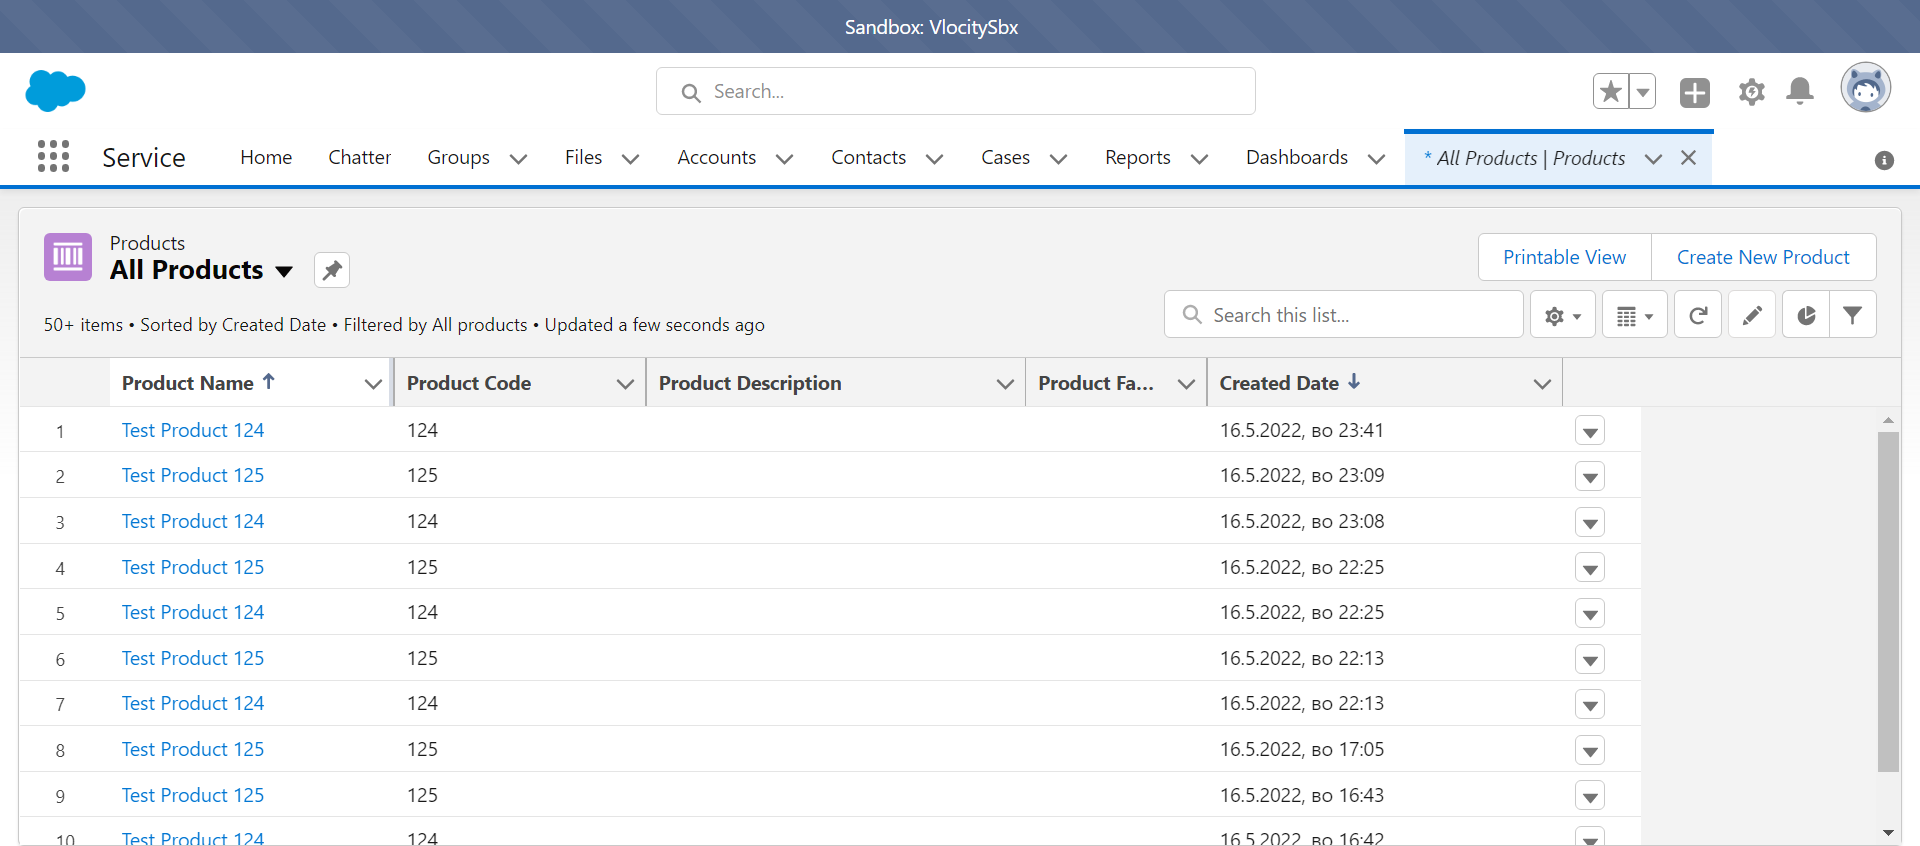 Sandbox: VlocitySbx
Search...
Service Home Chatter Groups Files Accounts Contacts Cases Reports Dashboards * All Products | Products
Products
All Products
Printable View Create New Product
50+ items • Sorted by Created Date • Filtered by All products • Updated a few seconds ago
Search this list...
Product Name Product Code Product Description Product Fa... Created Date
1 Test Product 124 124 16.5.2022, во 23:41
2 Test Product 125 125 16.5.2022, во 23:09
3 Test Product 124 124 16.5.2022, во 23:08
4 Test Product 125 125 16.5.2022, во 22:25
5 Test Product 124 124 16.5.2022, во 22:25
6 Test Product 125 125 16.5.2022, во 22:13
7 Test Product 124 124 16.5.2022, во 22:13
8 Test Product 125 125 16.5.2022, во 17:05
9 Test Product 125 125 16.5.2022, во 16:43
10 Test Product 124 124 16.5.2022, во 16:42